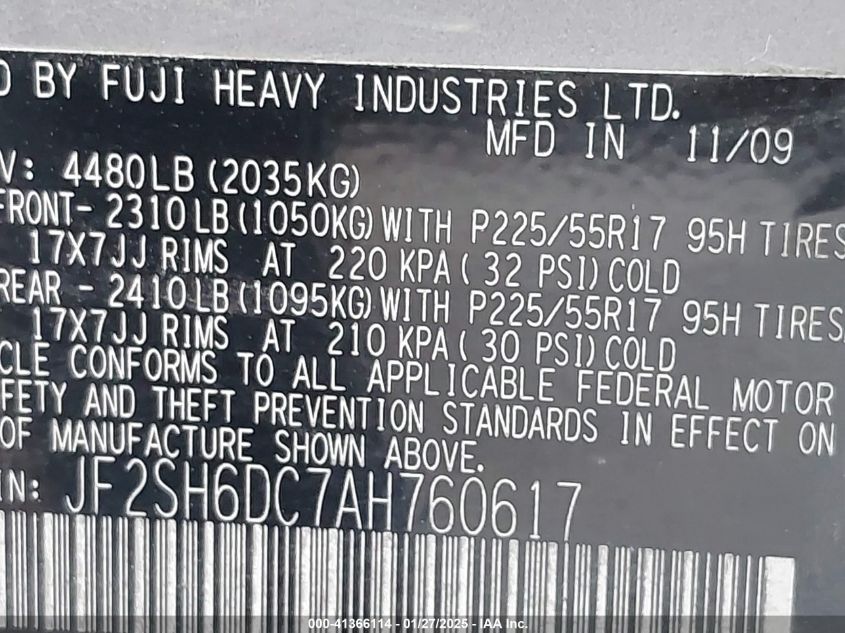 D BY FUJI HEAVY INDUSTRIES LTD.
MFD IN 11/09
V: 4480LB (2035KG)
FRONT- 2310LB (1050KG) WITH P225/55R17 95H TIRES
17X7JJ RIMS AT 220 KPA ( 32 PSI) COLD
REAR - 2410LB (1095KG) WITH P225/55R17 95H TIRES
17X7JJ RIMS AT 210 KPA ( 30 PSI) COLD
CLE CONFORMS TO ALL APPLICABLE FEDERAL MOTOR
FETY AND THEFT PREVENTION STANDARDS IN EFFECT ON
OF MANUFACTURE SHOWN ABOVE.
IN: JF2SH6DC7AH760617
000-41366114 - 01/27/2025 - IAA Inc.